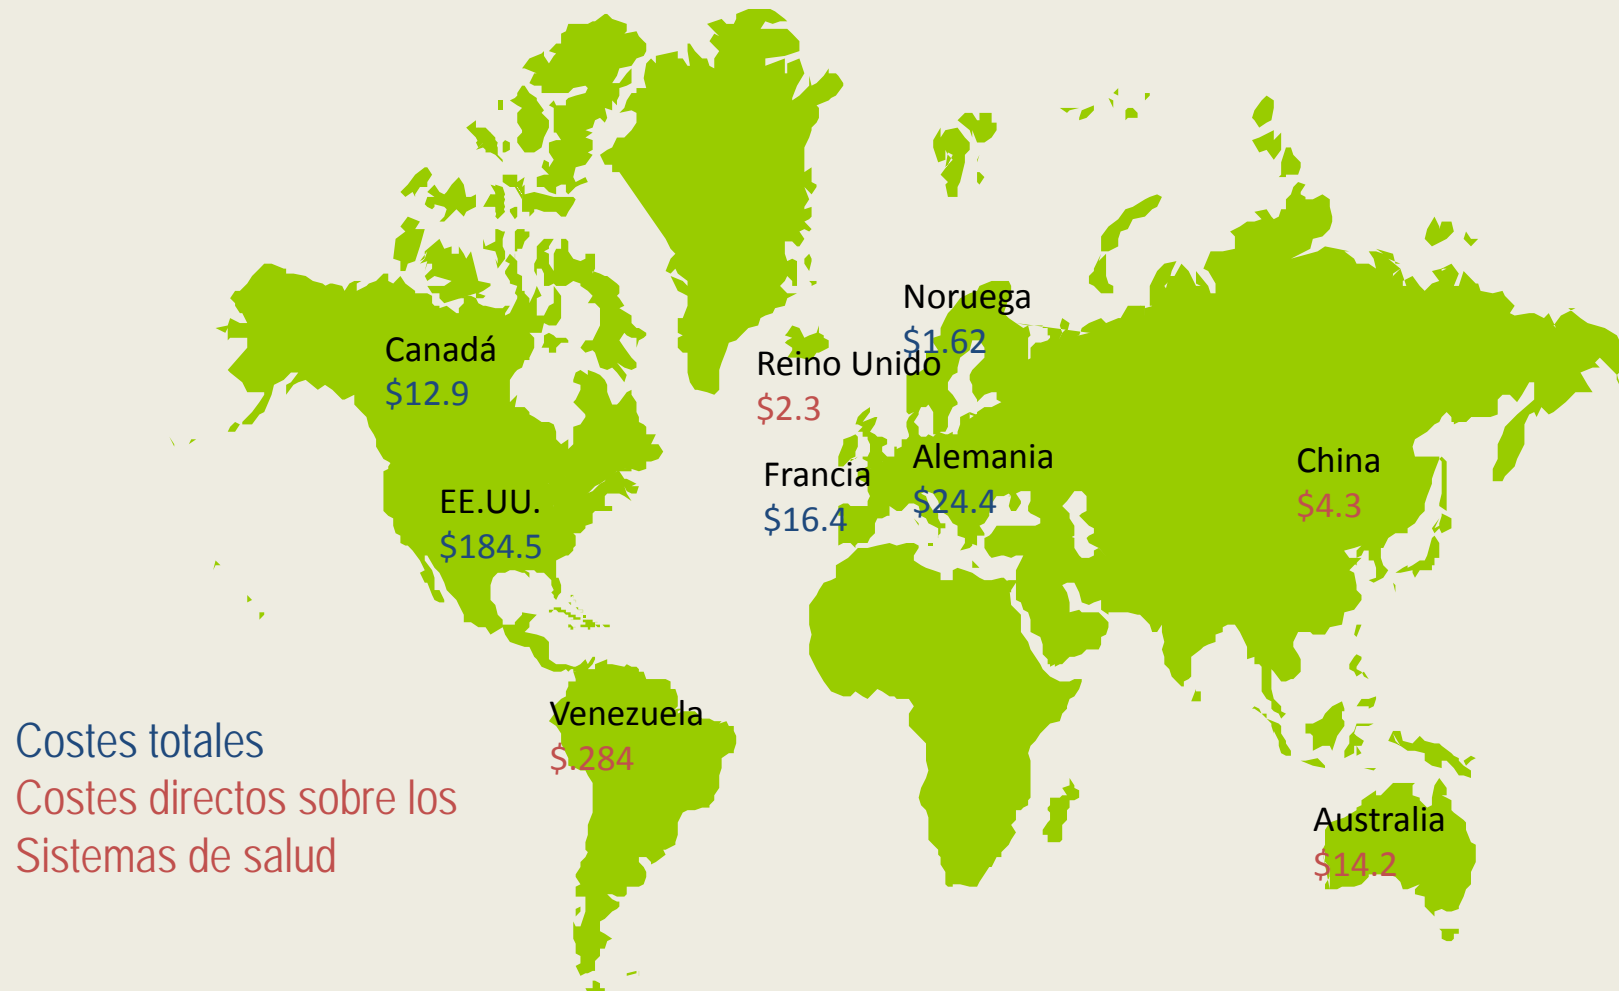 Noruega
$1.62
Canadá
$12.9
Reino Unido
$2.3
Francia
$16.4
Alemania
$24.4
China
$4.3
EE.UU.
$184.5
Venezuela
$.284
Costes totales
Costes directos sobre los
Sistemas de salud
Australia
$14.2